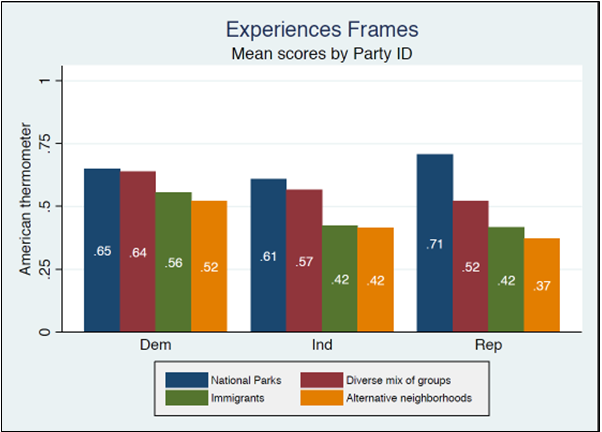 Experiences Frames
Mean scores by Party ID
American thermometer
1
.75
.5
.25
0
.65 .64 .56 .52
.61 .57 .42 .42
.71 .52 .42 .37
Dem Ind Rep
National Parks Diverse mix of groups
Immigrants Alternative neighborhoods